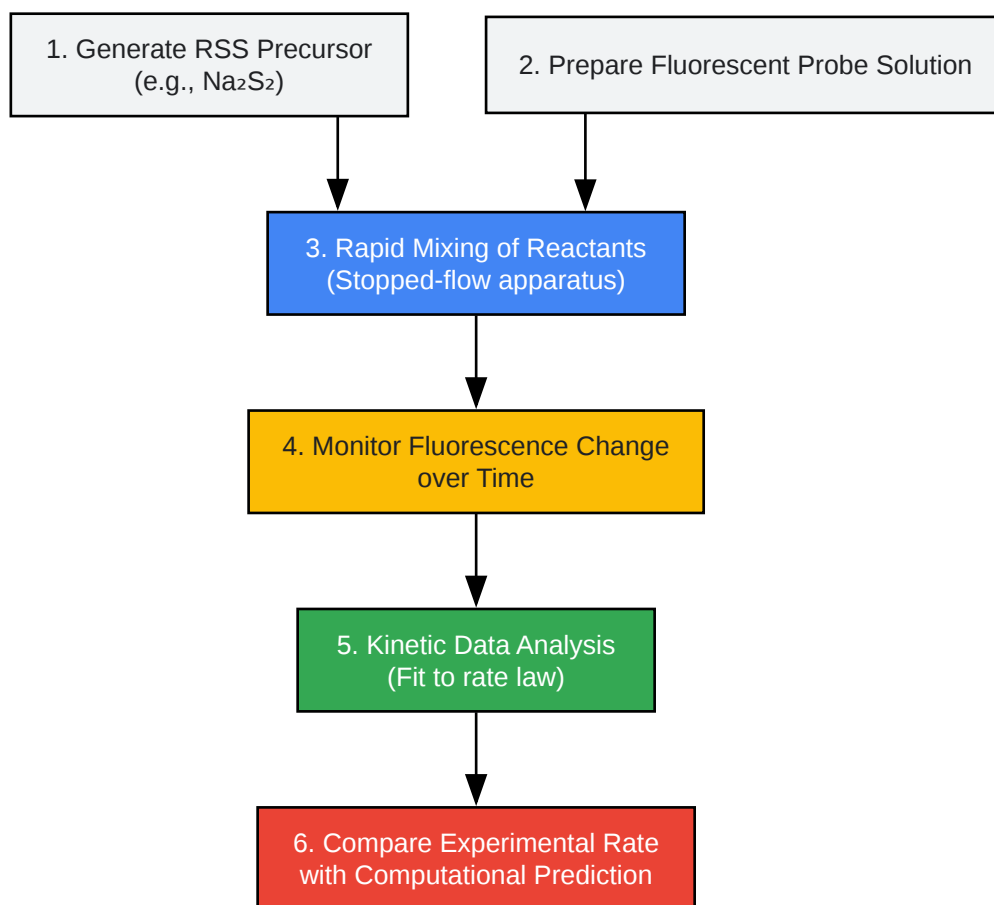 1. Generate RSS Precursor
(e.g., Na₂S₂)
2. Prepare Fluorescent Probe Solution
3. Rapid Mixing of Reactants
(Stopped-flow apparatus)
4. Monitor Fluorescence Change
over Time
5. Kinetic Data Analysis
(Fit to rate law)
6. Compare Experimental Rate
with Computational Prediction